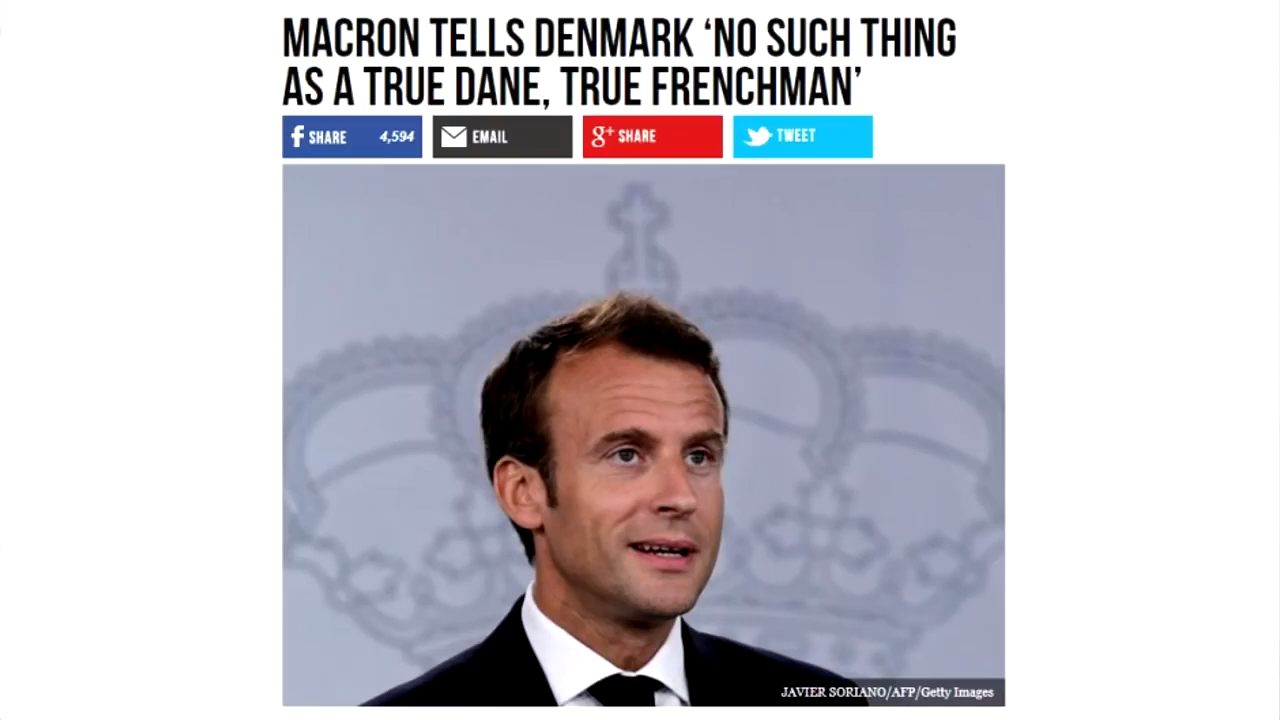 MACRON TELLS DENMARK ‘NO SUCH THING
AS A TRUE DANE, TRUE FRENCHMAN’
f SHARE 4,594 EMAIL g+ SHARE TWEET
JAVIER SORIANO/AFP/Getty Images